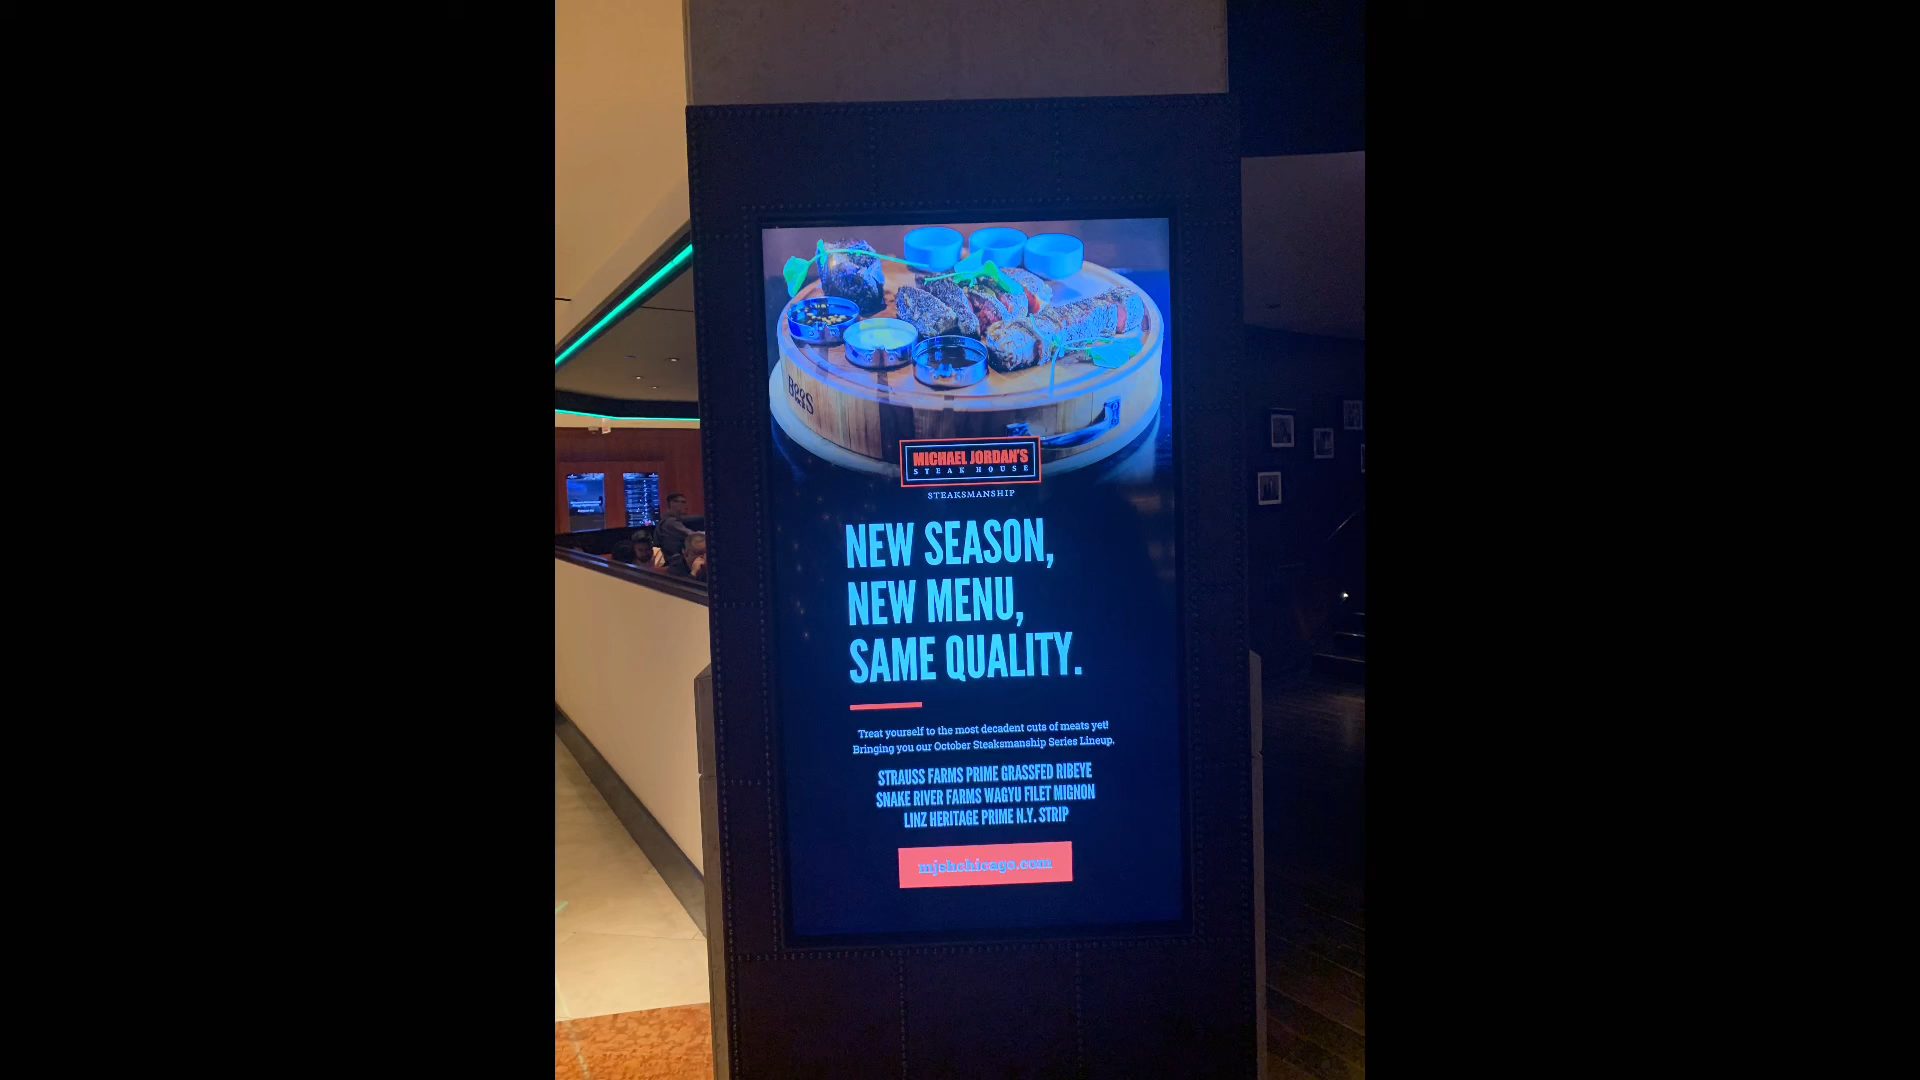 BOOS
MICHAEL JORDAN'S
STEAK HOUSE
STEAKSMANSHIP
NEW SEASON,
NEW MENU,
SAME QUALITY.
Treat yourself to the most decadent cuts of meats yet!
Bringing you our October Steaksmanship Series Lineup.
STRAUSS FARMS PRIME GRASSFED RIBEYE
SNAKE RIVER FARMS WAGYU FILET MIGNON
LINZ HERITAGE PRIME N.Y. STRIP
mjshchicago.com